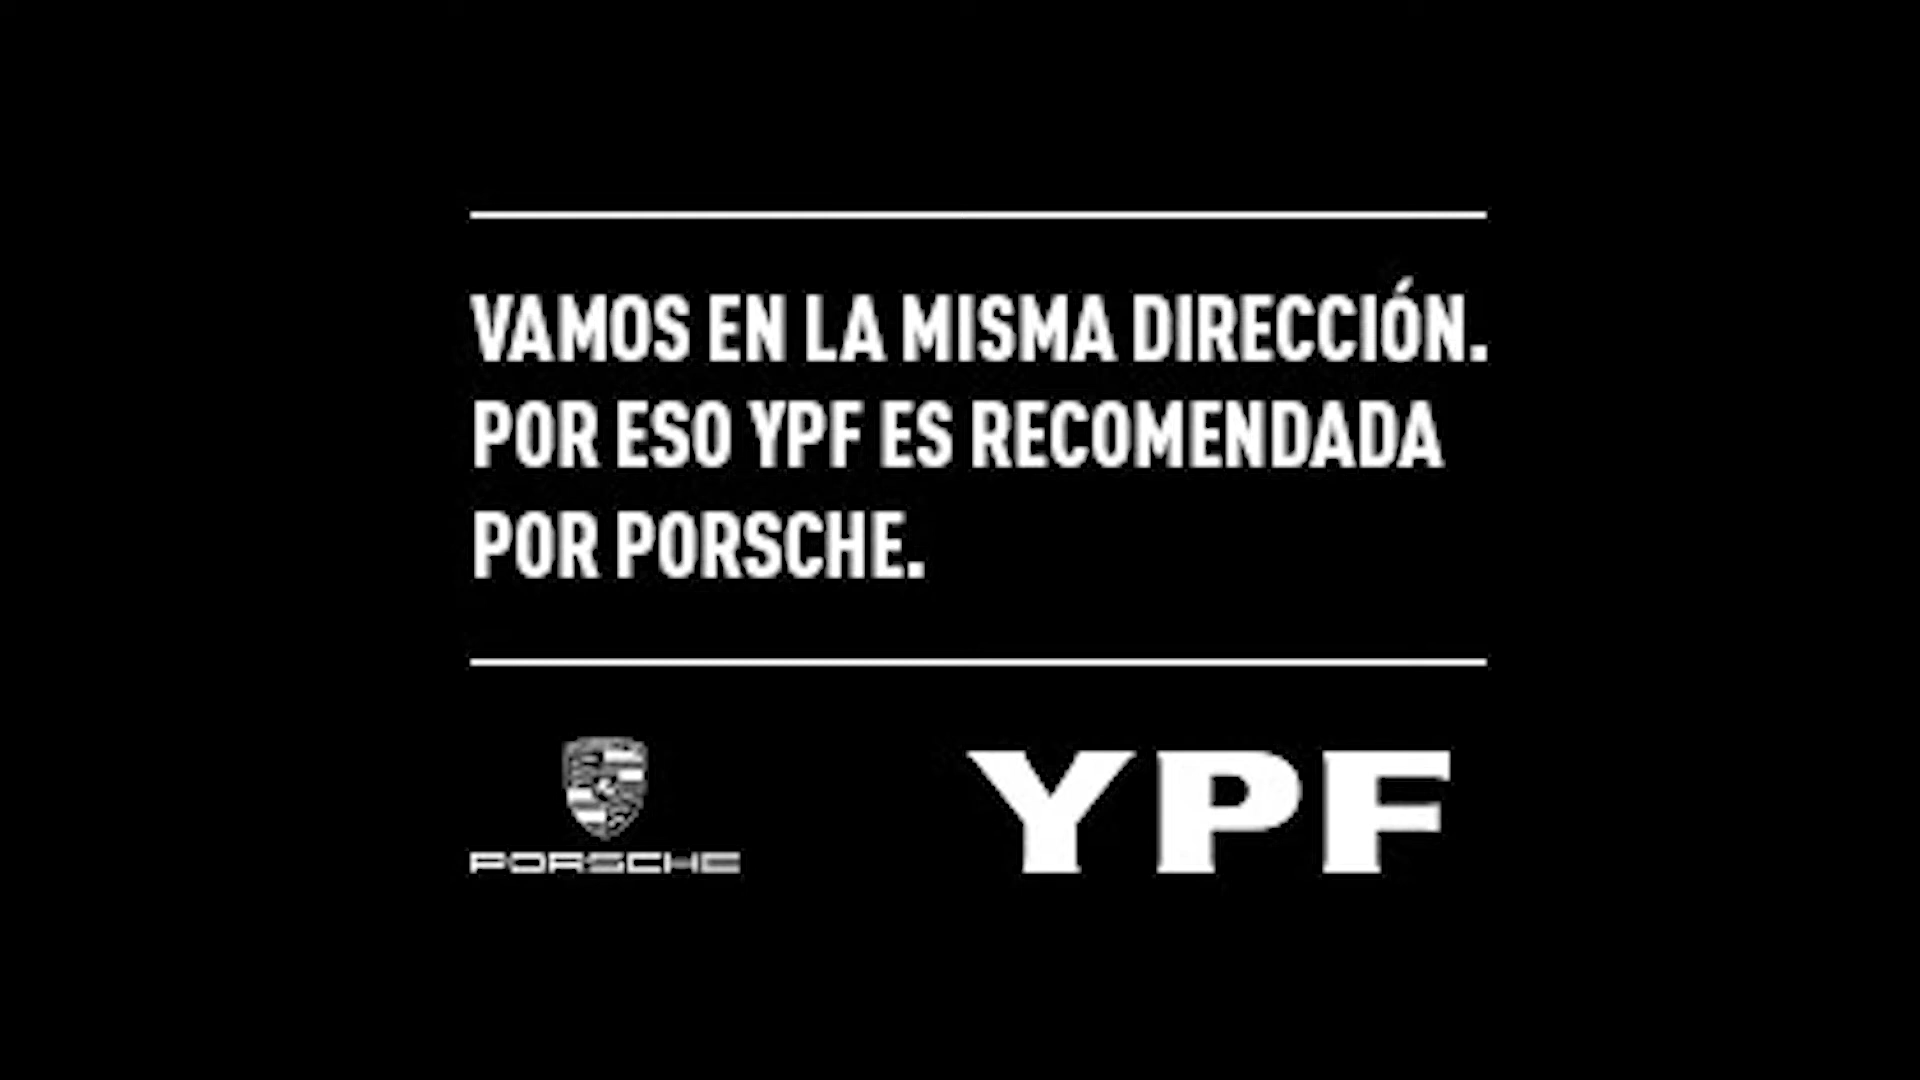 VAMOS EN LA MISMA DIRECCIÓN.
POR ESO YPF ES RECOMENDADA
POR PORSCHE.
PORSCHE
YPF